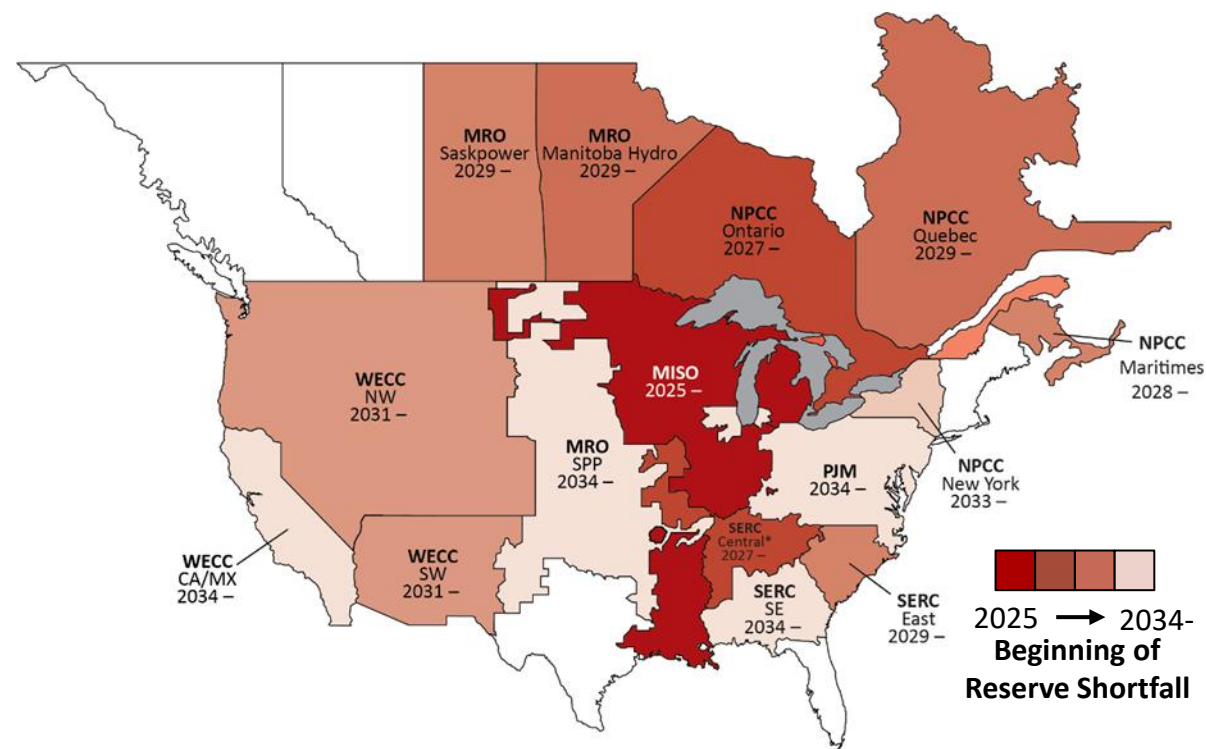 MRO
Saskpower
2029 –
MRO
Manitoba Hydro
2029 –
NPCC
Ontario
2027 –
NPCC
Quebec
2029 –
NPCC
Maritimes
2028 –
WECC
NW
2031 –
MISO
2025 –
MRO
SPP
2034 –
PJM
2034 –
NPCC
New York
2033 –
WECC
CA/MX
2034 –
WECC
SW
2031 –
SERC
Central*
2027 –
SERC
SE
2034 –
SERC
East
2029 –
2025 → 2034-
Beginning of
Reserve Shortfall